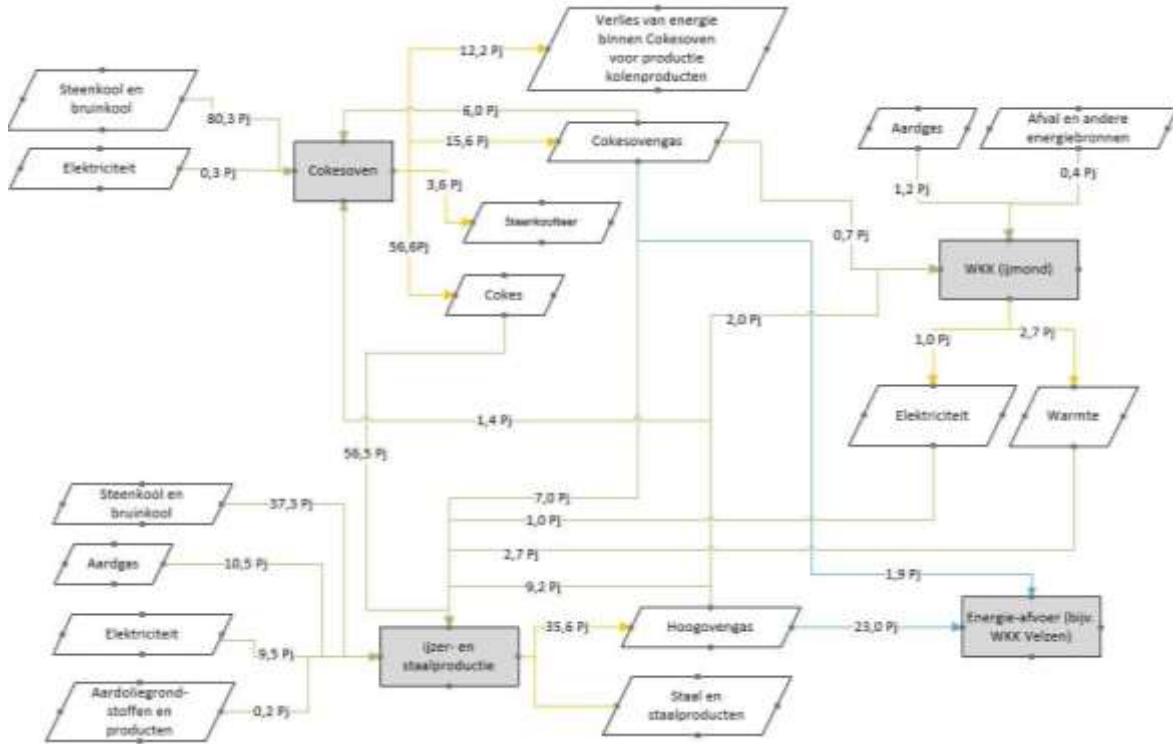 Verlies van energie
binnen Cokesoven
voor productie
kolenproducten
12,2 Pj
Steenkool en
bruinkool
80,3 Pj
6,0 Pj
Aardgas
Afval en andere
energiebronnen
Elektriciteit
0,3 Pj
Cokesoven
15,6 Pj
Cokesovengas
3,6 Pj
1,2 Pj
0,4 Pj
Steenkoolteer
56,6Pj
0,7 Pj
WKK (ijmond)
Cokes
2,0 Pj
1,0 Pj
2,7 Pj
1,4 Pj
Elektriciteit
Warmte
56,5 Pj
Steenkool en
bruinkool
37,3 Pj
7,0 Pj
1,0 Pj
2,7 Pj
Aardgas
10,5 Pj
9,2 Pj
1,9 Pj
Elektriciteit
9,5 Pj
ijzer- en
staalproductie
35,6 Pj
Hoogovengas
23,0 Pj
Energie-afvoer (bijv.
WKK Velzen)
Aardoliegrond-
stoffen en
producten
0,2 Pj
Staal en
staalproducten